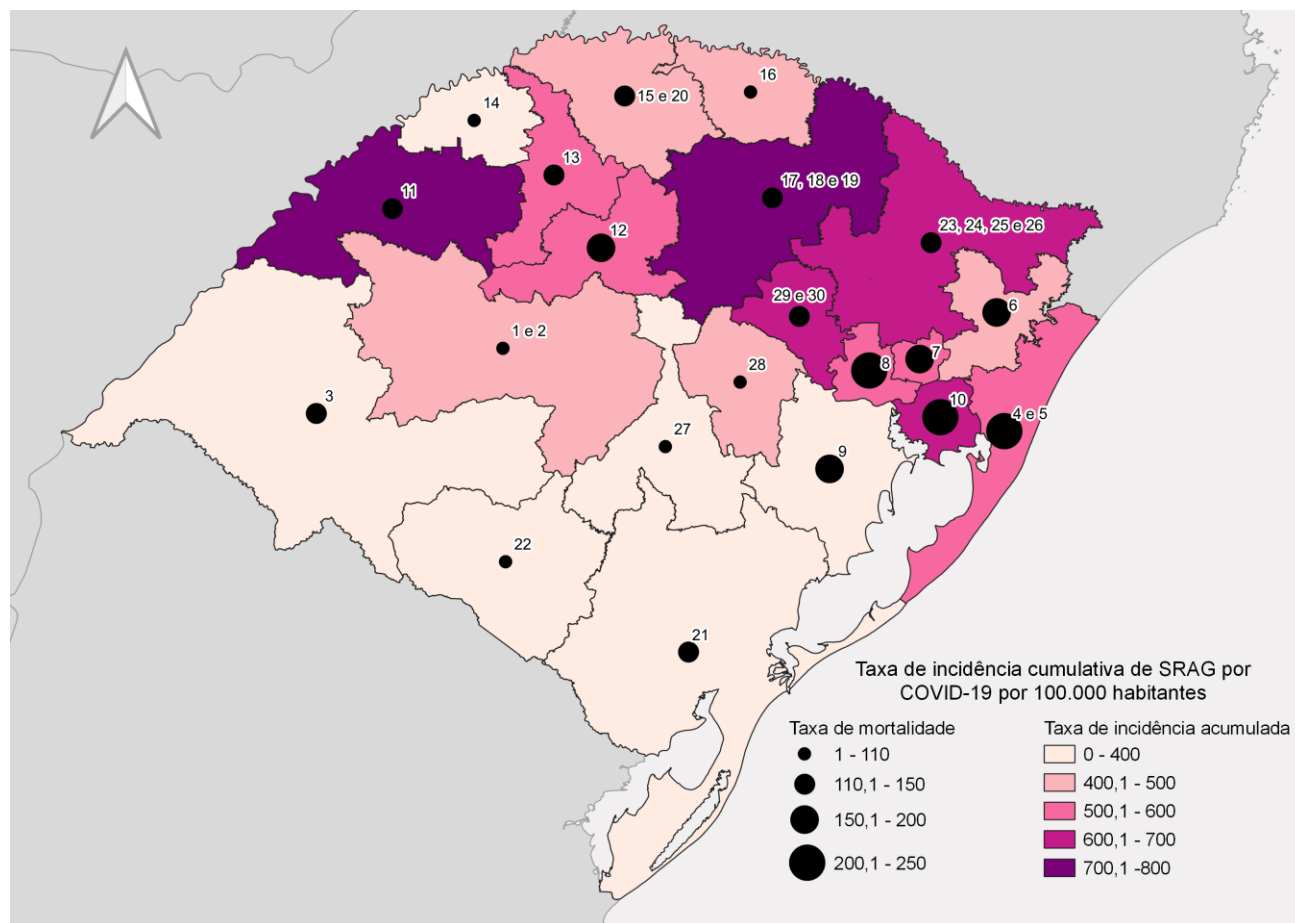 16
15 e 20
14
13
17, 18 e 19
11
23, 24, 25 e 26
12
29 e 30
6
1 e 2
7
8
28
3
10
4 e 5
27
9
22
21
Taxa de incidência cumulativa de SRAG por
COVID-19 por 100.000 habitantes
Taxa de mortalidade
1 - 110
110,1 - 150
150,1 - 200
200,1 - 250
Taxa de incidência acumulada
0 - 400
400,1 - 500
500,1 - 600
600,1 - 700
700,1 -800